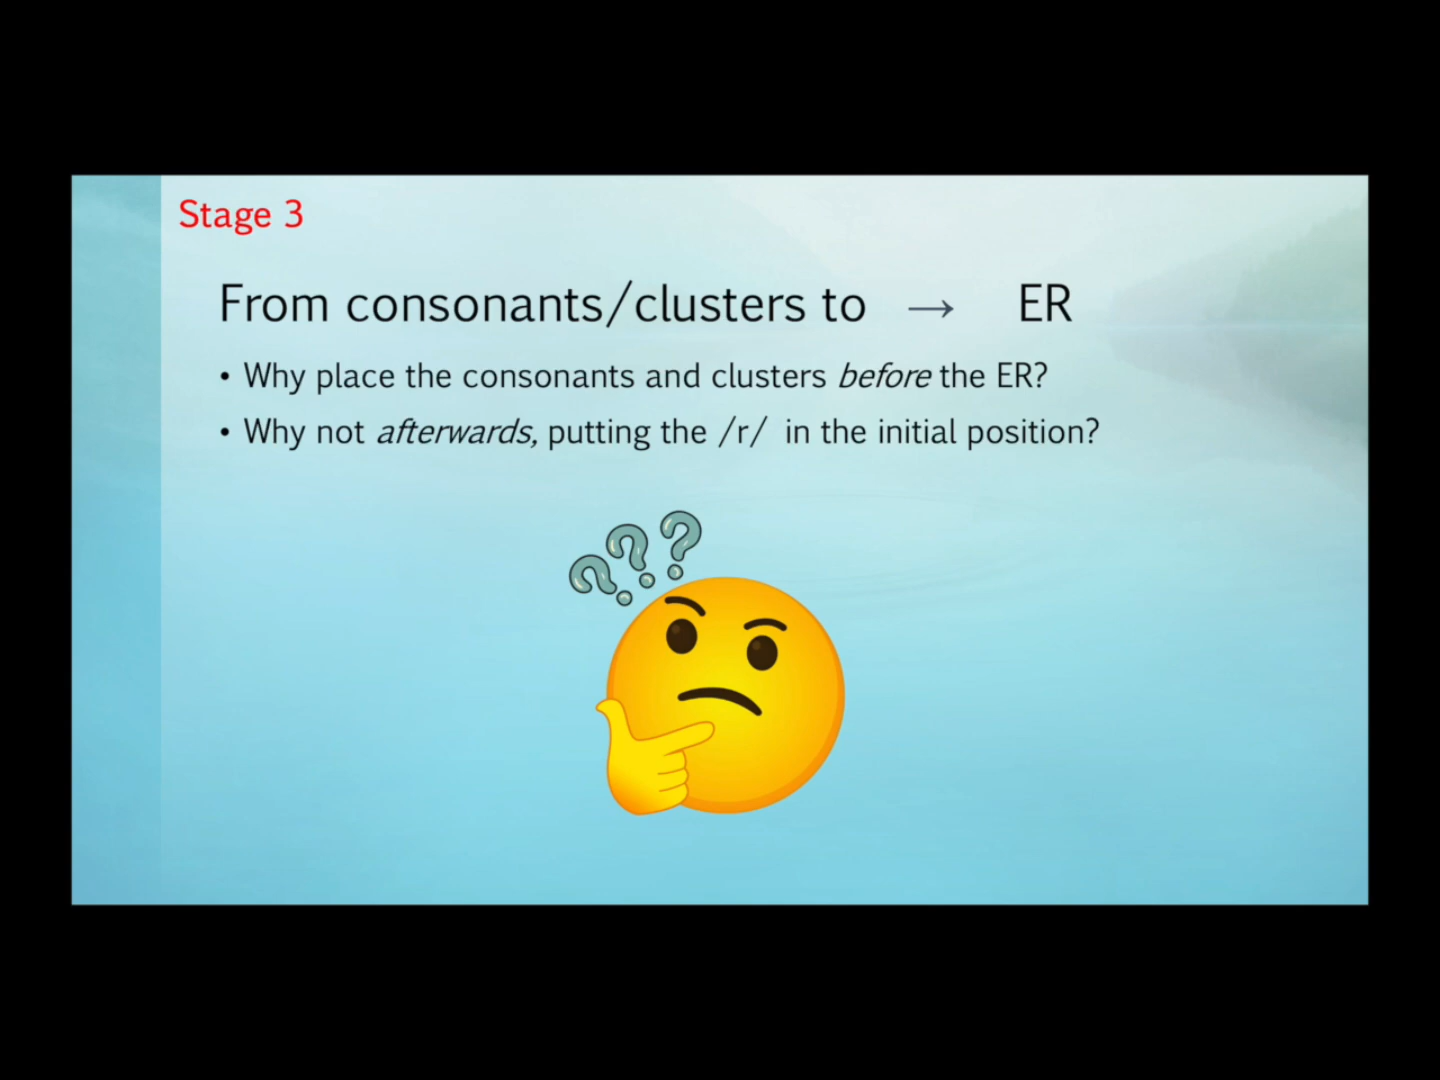 Stage 3
From consonants/clusters to → ER
• Why place the consonants and clusters before the ER?
• Why not afterwards, putting the /r/ in the initial position?
???